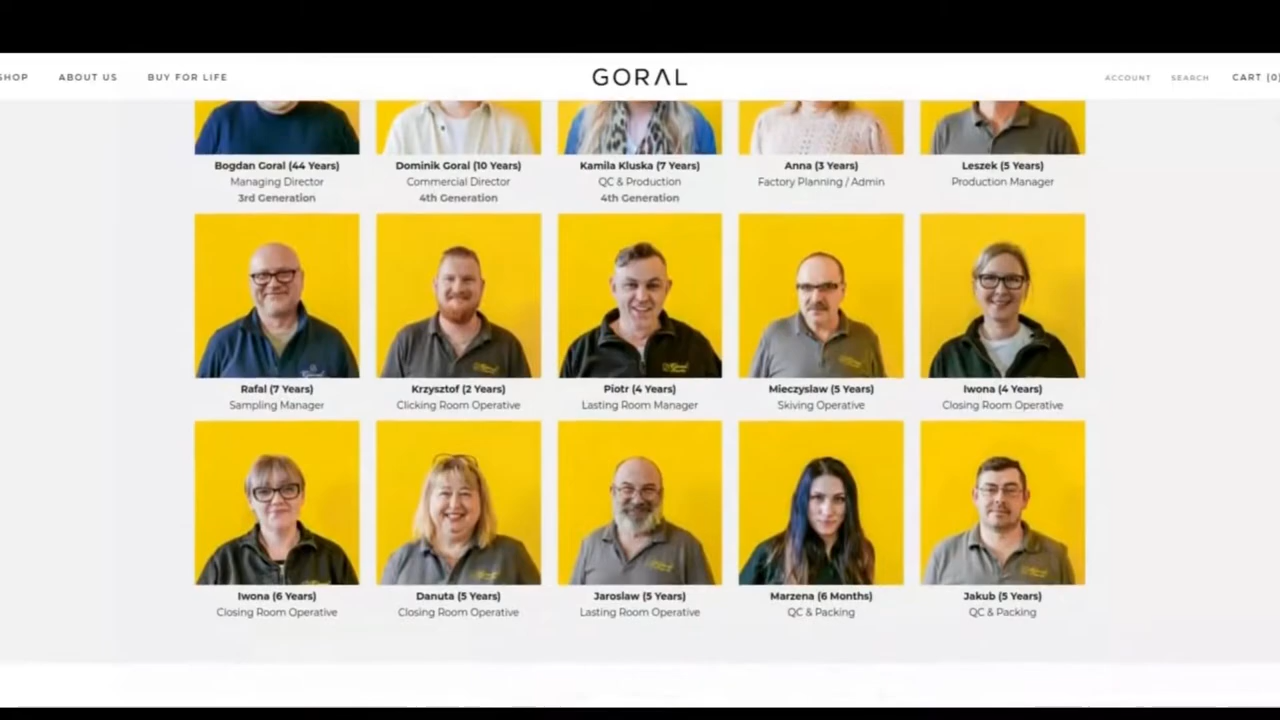 SHOP ABOUT US BUY FOR LIFE GORAL ACCOUNT SEARCH CART (0)
Bogdan Goral (44 Years) Dominik Goral (10 Years) Kamila Kluska (7 Years) Anna (3 Years) Leszek (5 Years)
Managing Director Commercial Director QC & Production Factory Planning / Admin Production Manager
3rd Generation 4th Generation 4th Generation
Rafal (7 Years) Krzysztof (2 Years) Piotr (4 Years) Mieczyslaw (5 Years) Iwona (4 Years)
Sampling Manager Clicking Room Operative Lasting Room Manager Skiving Operative Closing Room Operative
Iwona (6 Years) Danuta (5 Years) Jaroslaw (5 Years) Marzena (6 Months) Jakub (5 Years)
Closing Room Operative Closing Room Operative Lasting Room Operative QC & Packing QC & Packing